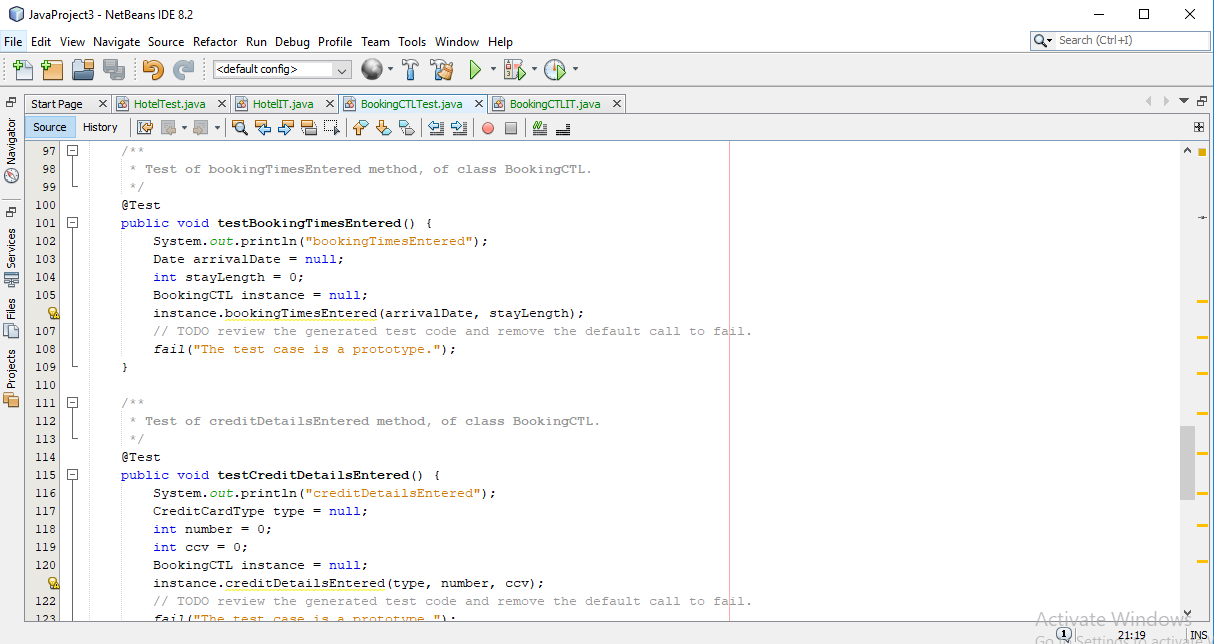 JavaProject3 - NetBeans IDE 8.2
File Edit View Navigate Source Refactor Run Debug Profile Team Tools Window Help
Search (Ctrl+I)
<default config>
Start Page HotelTest.java HotelIT.java BookingCTLTest.java BookingCTLIT.java
Source History
Navigator
Services
Files
Projects
97 /**
98 * Test of bookingTimesEntered method, of class BookingCTL.
99 */
100 @Test
101 public void testBookingTimesEntered() {
102 System.out.println("bookingTimesEntered");
103 Date arrivalDate = null;
104 int stayLength = 0;
105 BookingCTL instance = null;
instance.bookingTimesEntered(arrivalDate, stayLength);
107 // TODO review the generated test code and remove the default call to fail.
108 fail("The test case is a prototype.");
109 }
110
111 /**
112 * Test of creditDetailsEntered method, of class BookingCTL.
113 */
114 @Test
115 public void testCreditDetailsEntered() {
116 System.out.println("creditDetailsEntered");
117 CreditCardType type = null;
118 int number = 0;
119 int ccv = 0;
120 BookingCTL instance = null;
instance.creditDetailsEntered(type, number, ccv);
122 // TODO review the generated test code and remove the default call to fail.
123 fail("The test case is a prototype.");
Activate Windows
Go to Settings to activate
1 21:19 INS